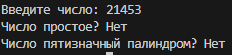 Введите число: 21453
Число простое? Нет
Число пятизначный палиндром? Нет